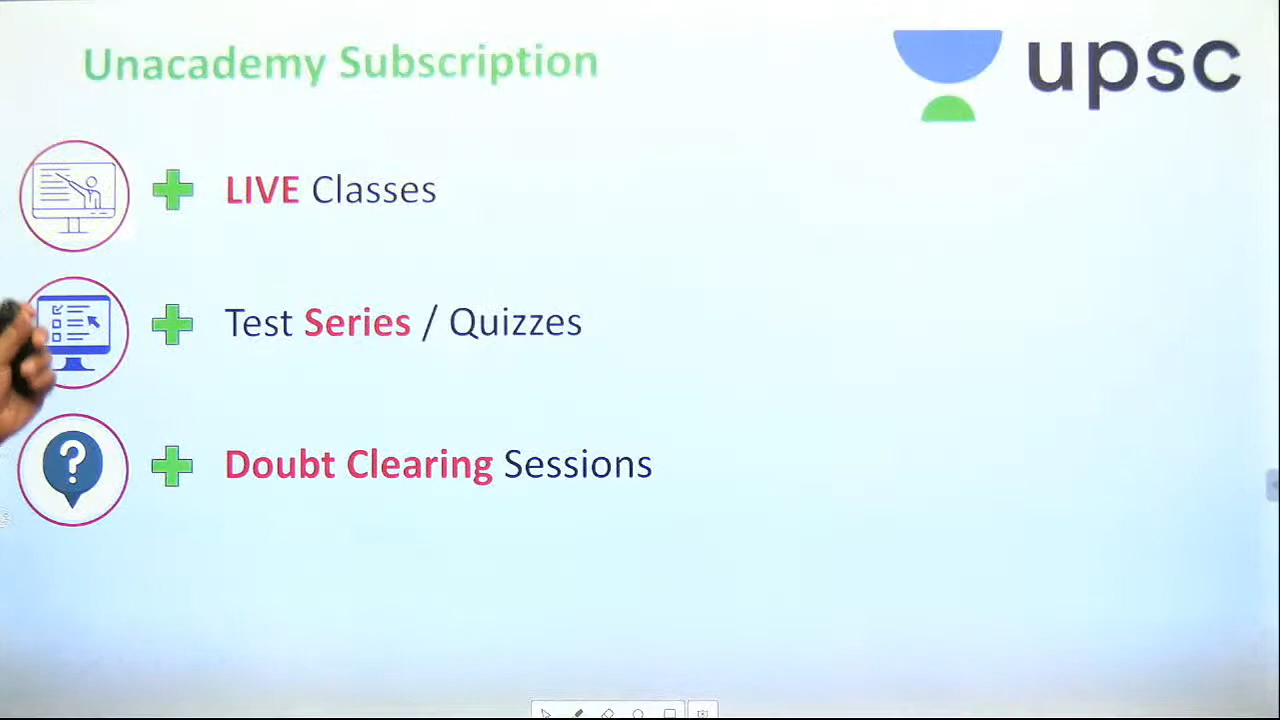 Unacademy Subscription
upsc
LIVE Classes
Test Series / Quizzes
Doubt Clearing Sessions